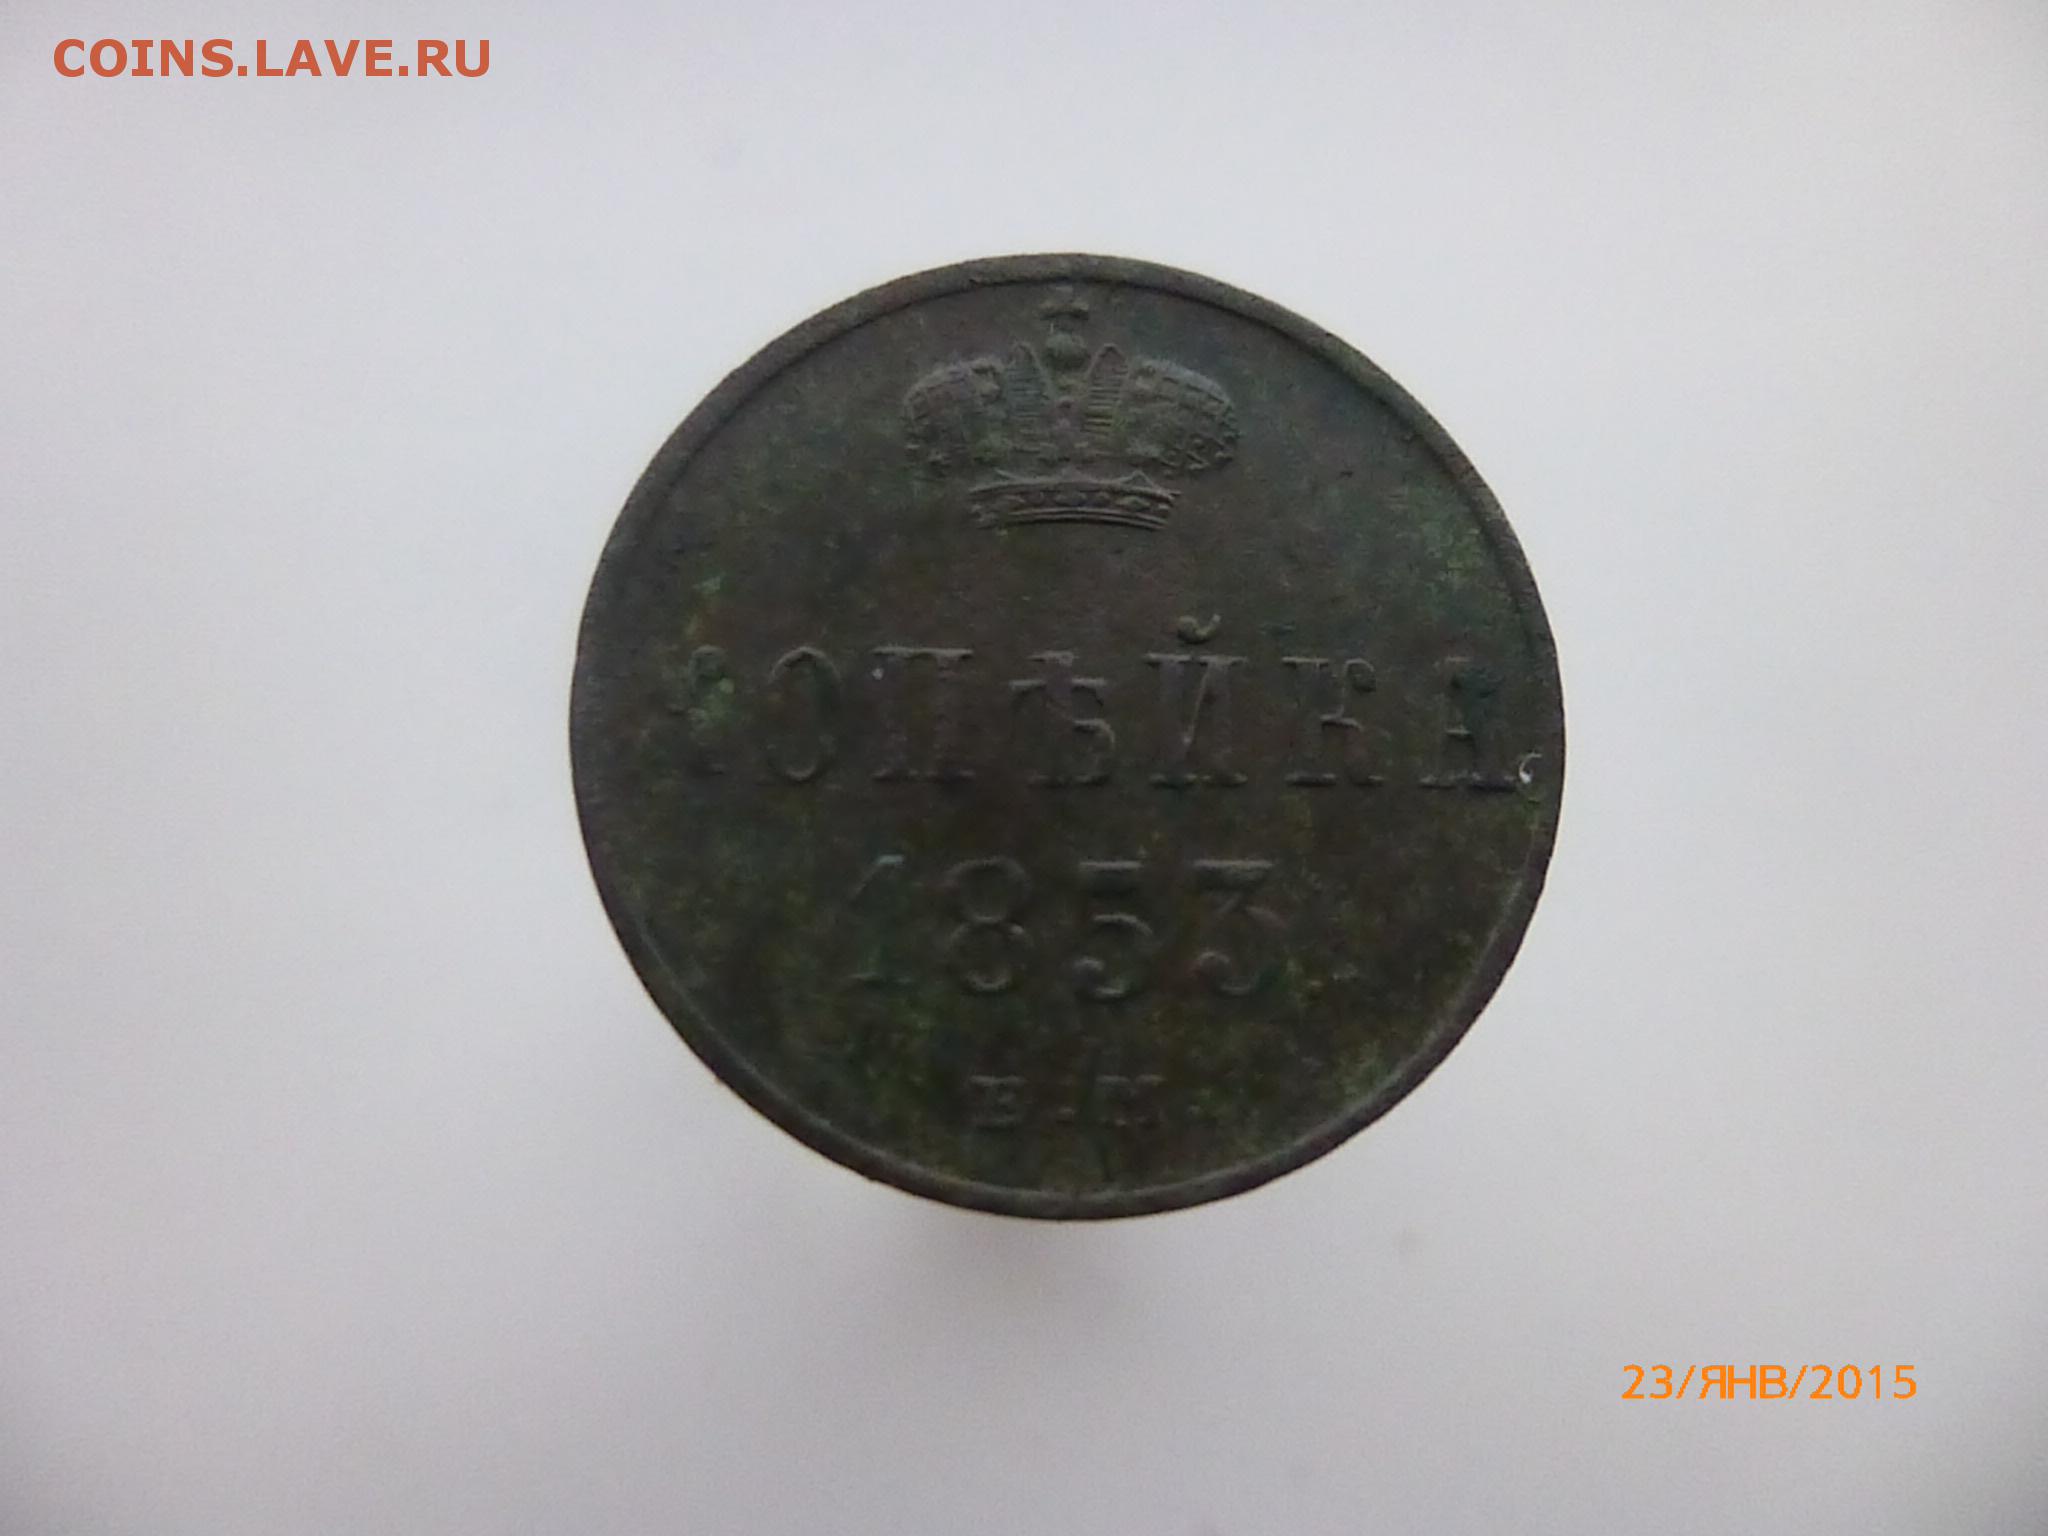 COINS.LAVE.RU
КОПѢЙКА
1853
Е.М.
23/ЯНВ/2015